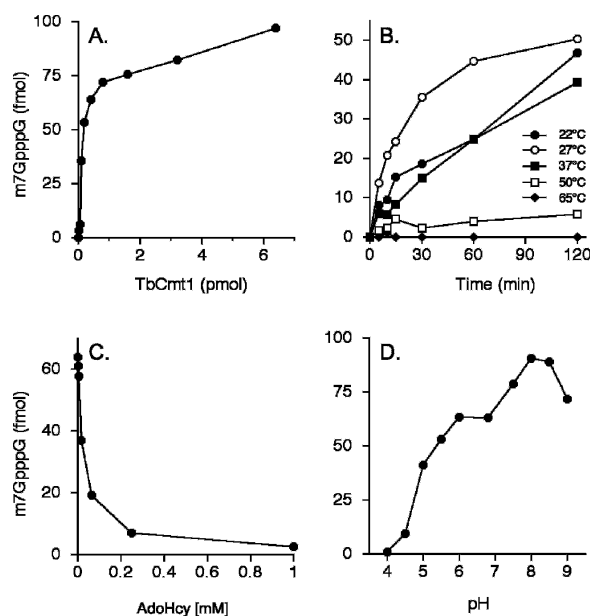 A.
100
75
50
25
0
0 2 4 6
m7GpppG (fmol)
TbCmt1 (pmol)
B.
50
40
30
20
10
0
0 30 60 90 120
22°C
27°C
37°C
50°C
65°C
Time (min)
C.
60
40
20
0
0 0.2 0.4 0.6 0.8 1
m7GpppG (fmol)
AdoHcy [mM]
D.
100
75
50
25
0
4 5 6 7 8 9
pH